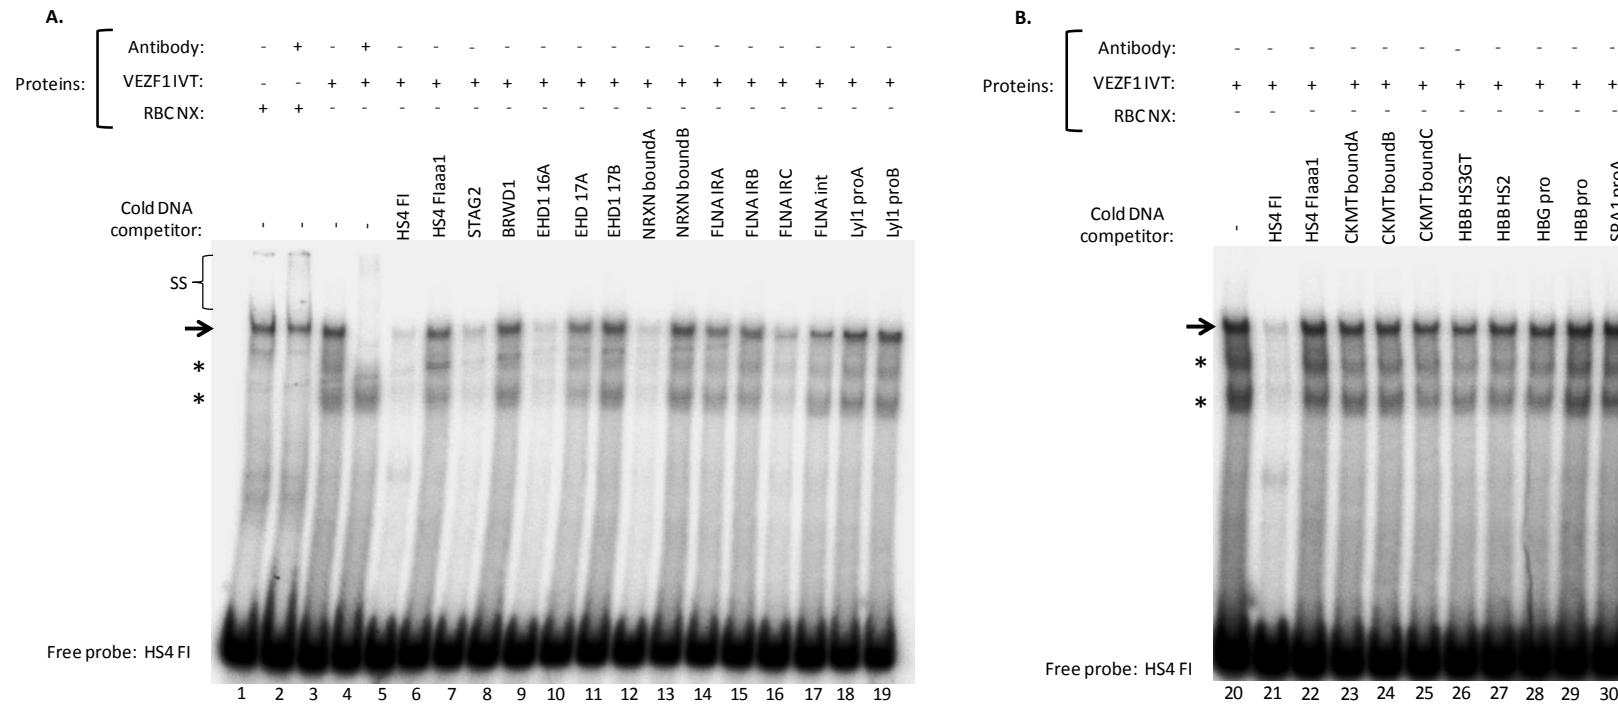 A.
Antibody: - + - + - - - - - - - - - - - - - - -
Proteins:
VEZF1 IVT: - - + + + + + + + + + + + + + + + + +
RBC NX: + + - - - - - - - - - - - - - - - - -
Cold DNA
competitor: - - - - HS4 FI HS4 FIaaa1 STAG2 BRWD1 EHD1 16A EHD 17A EHD1 17B NRXN boundA NRXN boundB FLNA IRA FLNA IRB FLNA IRC FLNA int Lyl1 proA Lyl1 proB
SS
*
*
Free probe: HS4 FI
1 2 3 4 5 6 7 8 9 10 11 12 13 14 15 16 17 18 19
B.
Antibody: - - - - - - - - - - -
Proteins:
VEZF1 IVT: + + + + + + + + + + +
RBC NX: - - - - - - - - - - -
Cold DNA
competitor: - HS4 FI HS4 FIaaa1 CKMT boundA CKMT boundB CKMT boundC HBB HS3GT HBB HS2 HBG pro HBB pro
*
*
Free probe: HS4 FI
20 21 22 23 24 25 26 27 28 29 30